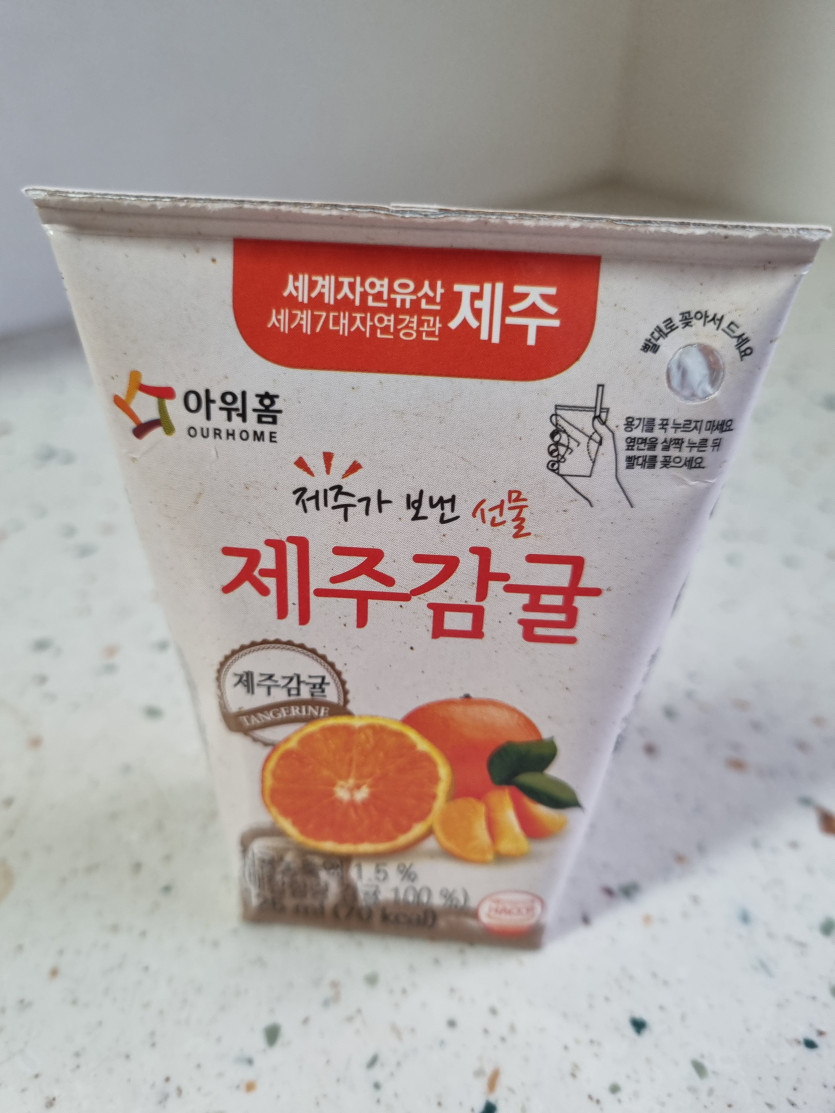 세계자연유산
세계7대자연경관
제주
빨대로 꽂아서 드세요
아워홈
OURHOME
용기를 꾹 누르지 마세요
옆면을 살짝 누른 뒤
빨대를 꽂으세요.
제주가 보낸 선물
제주감귤
제주감귤
TANGERINE
1.5 %
100 %)
ml (70 kcal)
HACCP